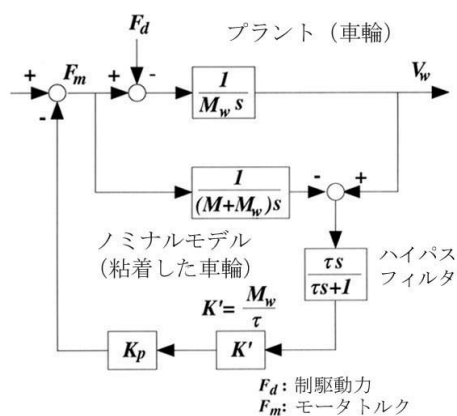 F_d
プラント（車輪）
+ F_m + - 1/(M_w s) V_w
-
1/((M+M_w)s) - +
ノミナルモデル
（粘着した車輪）
τs/(τs+1)
ハイパス
フィルタ
K'= M_w/τ
K_p K'
F_d: 制駆動力
F_m: モータトルク